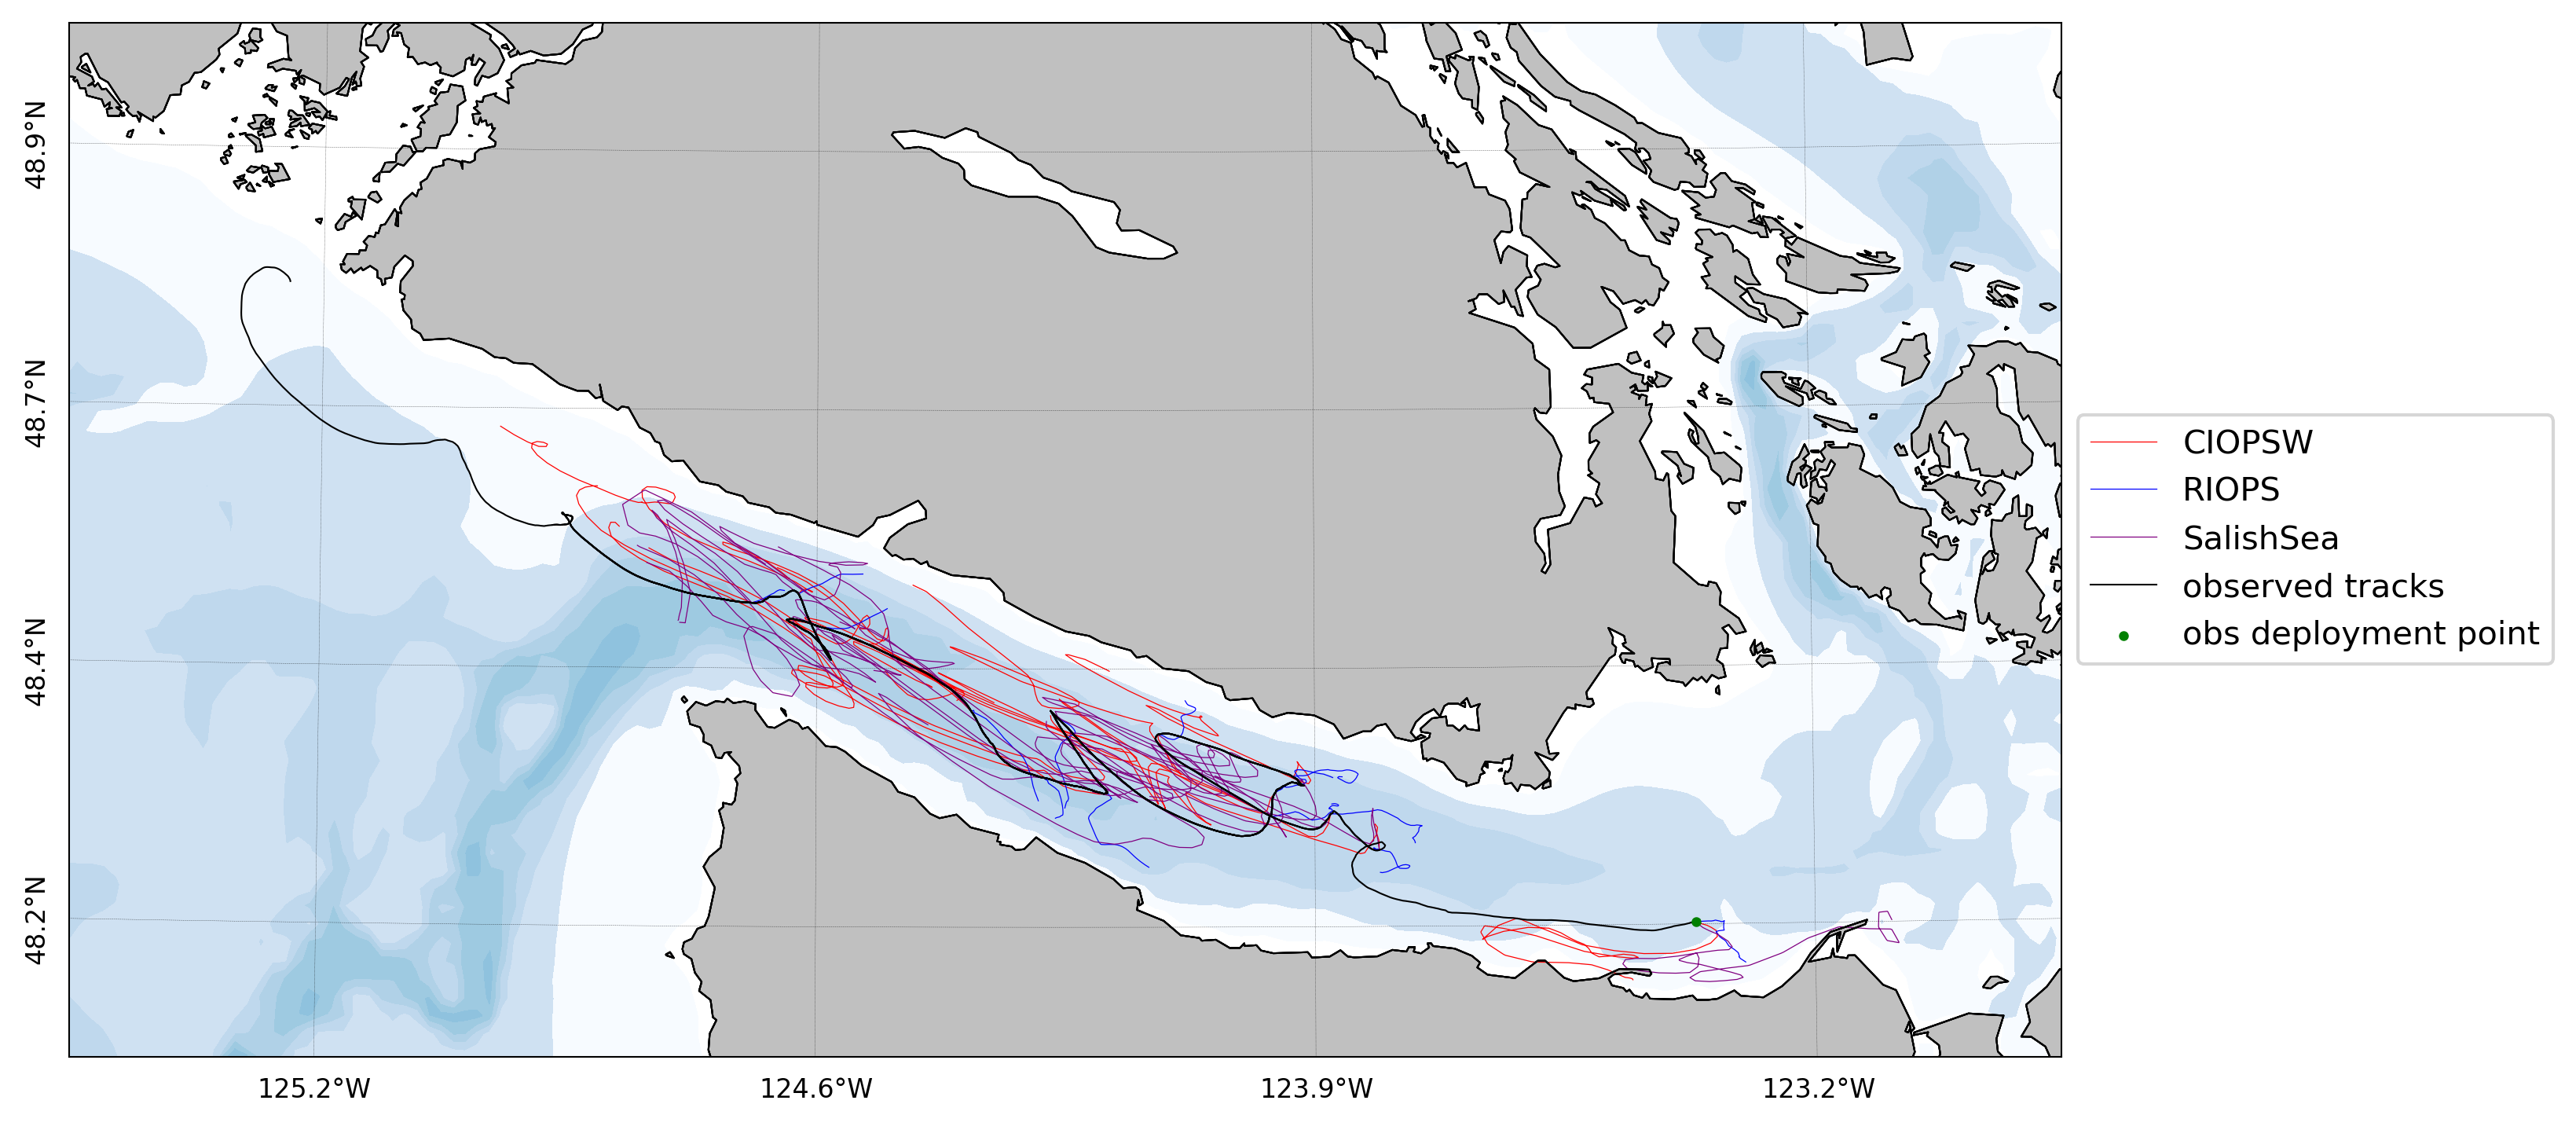 48.9°N
48.7°N
48.4°N
48.2°N
125.2°W
124.6°W
123.9°W
123.2°W
CIOPSW
RIOPS
SalishSea
observed tracks
obs deployment point